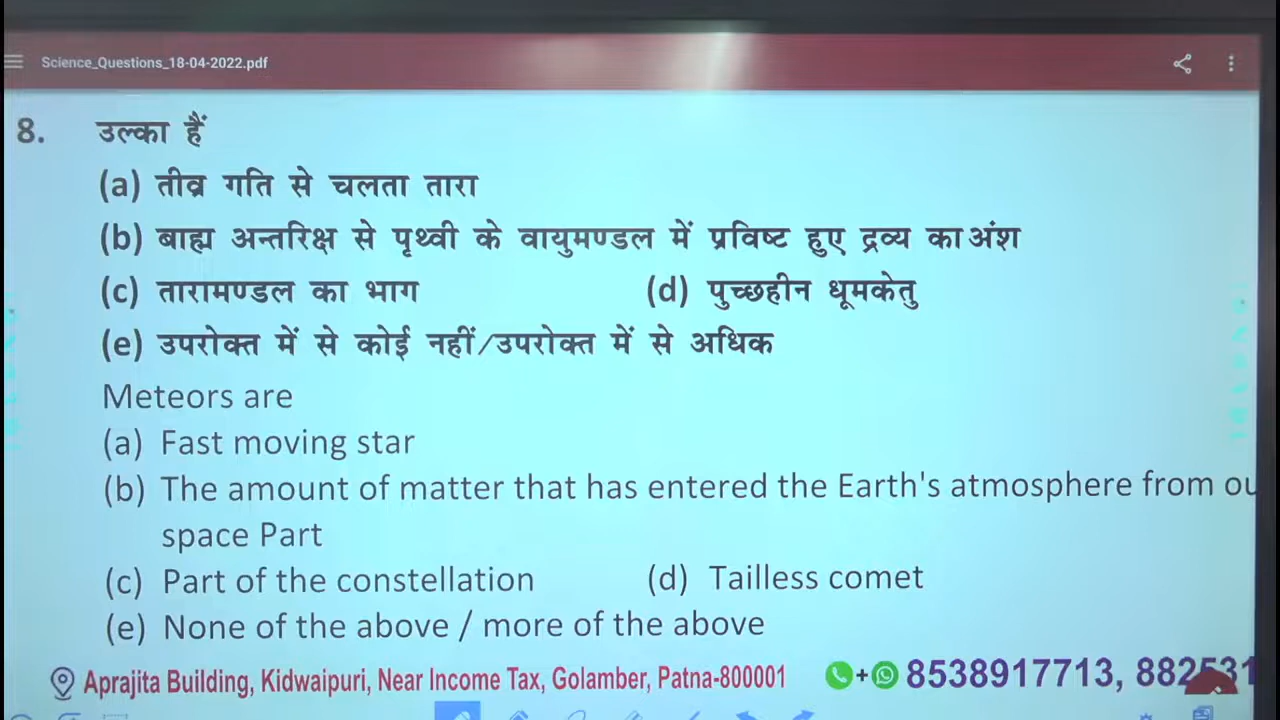 Science_Questions_18-04-2022.pdf
8. उल्का हैं
(a) तीव्र गति से चलता तारा
(b) बाह्य अन्तरिक्ष से पृथ्वी के वायुमण्डल में प्रविष्ट हुए द्रव्य का अंश
(c) तारामण्डल का भाग (d) पुच्छहीन धूमकेतु
(e) उपरोक्त में से कोई नहीं/उपरोक्त में से अधिक
Meteors are
(a) Fast moving star
(b) The amount of matter that has entered the Earth's atmosphere from ou
space Part
(c) Part of the constellation (d) Tailless comet
(e) None of the above / more of the above
Aprajita Building, Kidwaipuri, Near Income Tax, Golamber, Patna-800001 + 8538917713, 882531